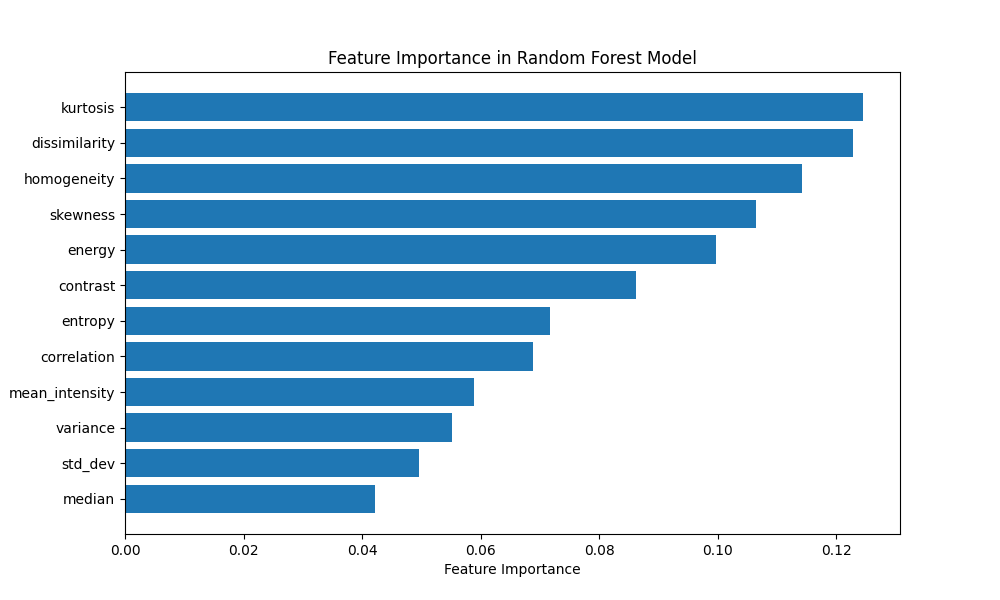 Feature Importance in Random Forest Model
kurtosis
dissimilarity
homogeneity
skewness
energy
contrast
entropy
correlation
mean_intensity
variance
std_dev
median
0.00 0.02 0.04 0.06 0.08 0.10 0.12
Feature Importance